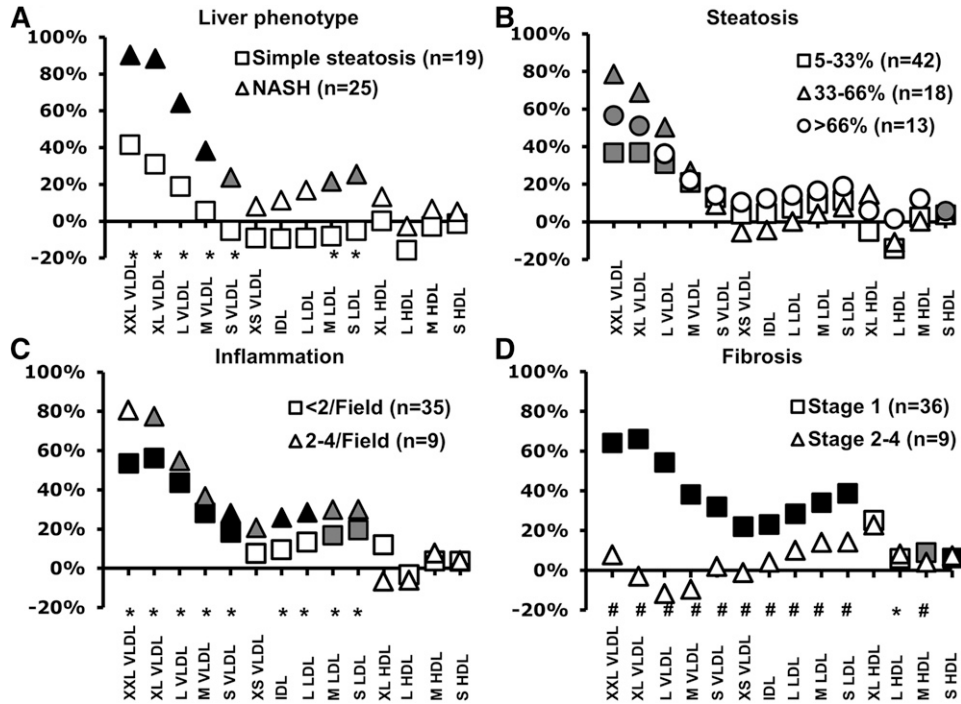 A
Liver phenotype
100%
80%
60%
40%
20%
0%
-20%
Simple steatosis (n=19)
NASH (n=25)
* * * * * * *
XXL VLDL
XL VLDL
L VLDL
M VLDL
S VLDL
XS VLDL
IDL
L LDL
M LDL
S LDL
XL HDL
L HDL
M HDL
S HDL
B
Steatosis
100%
80%
60%
40%
20%
0%
-20%
5-33% (n=42)
33-66% (n=18)
>66% (n=13)
XXL VLDL
XL VLDL
L VLDL
M VLDL
S VLDL
XS VLDL
IDL
L LDL
M LDL
S LDL
XL HDL
L HDL
M HDL
S HDL
C
Inflammation
100%
80%
60%
40%
20%
0%
-20%
<2/Field (n=35)
2-4/Field (n=9)
* * * * * * * * *
XXL VLDL
XL VLDL
L VLDL
M VLDL
S VLDL
XS VLDL
IDL
L LDL
M LDL
S LDL
XL HDL
L HDL
M HDL
S HDL
D
Fibrosis
100%
80%
60%
40%
20%
0%
-20%
Stage 1 (n=36)
Stage 2-4 (n=9)
# # # # # # # # # # * #
XXL VLDL
XL VLDL
L VLDL
M VLDL
S VLDL
XS VLDL
IDL
L LDL
M LDL
S LDL
XL HDL
L HDL
M HDL
S HDL